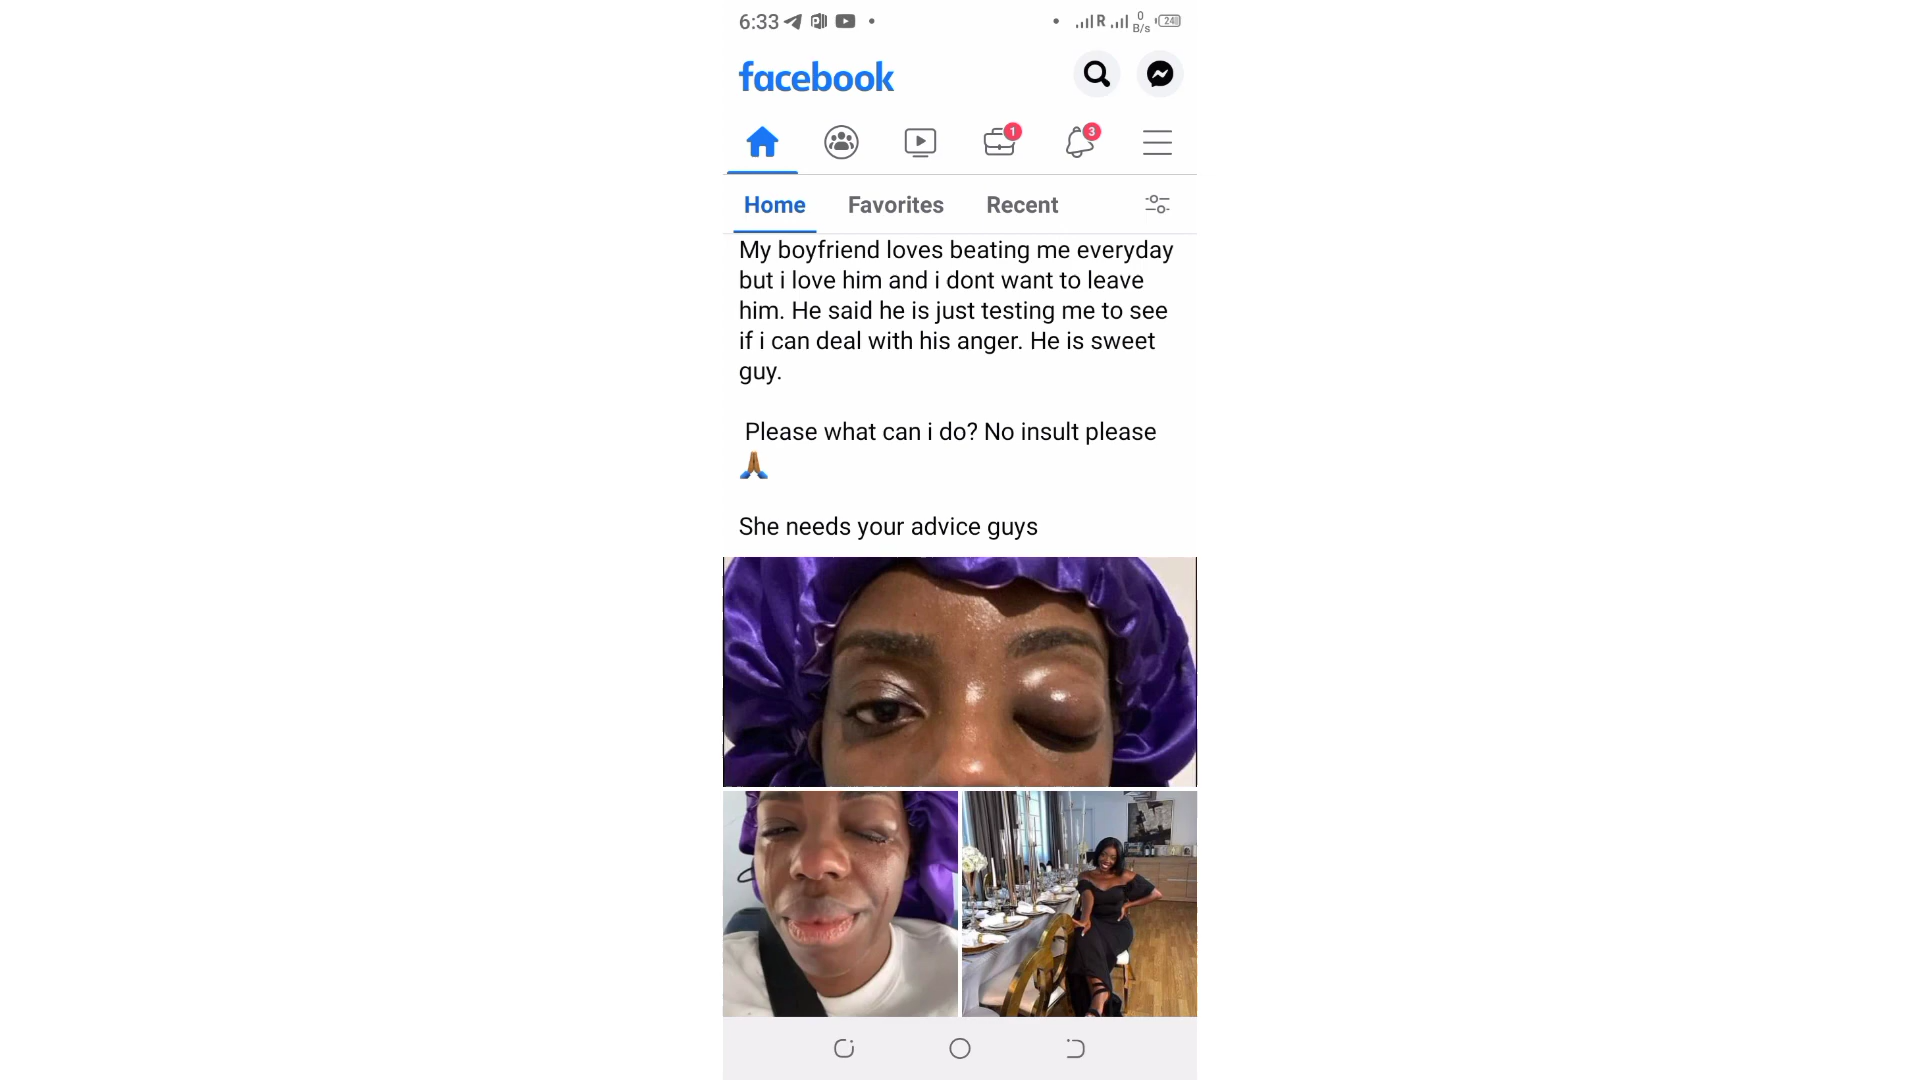 6:33
R
0
B/s
24
facebook
1
3
Home Favorites Recent
My boyfriend loves beating me everyday
but i love him and i dont want to leave
him. He said he is just testing me to see
if i can deal with his anger. He is sweet
guy.
Please what can i do? No insult please
🙏🏾
She needs your advice guys